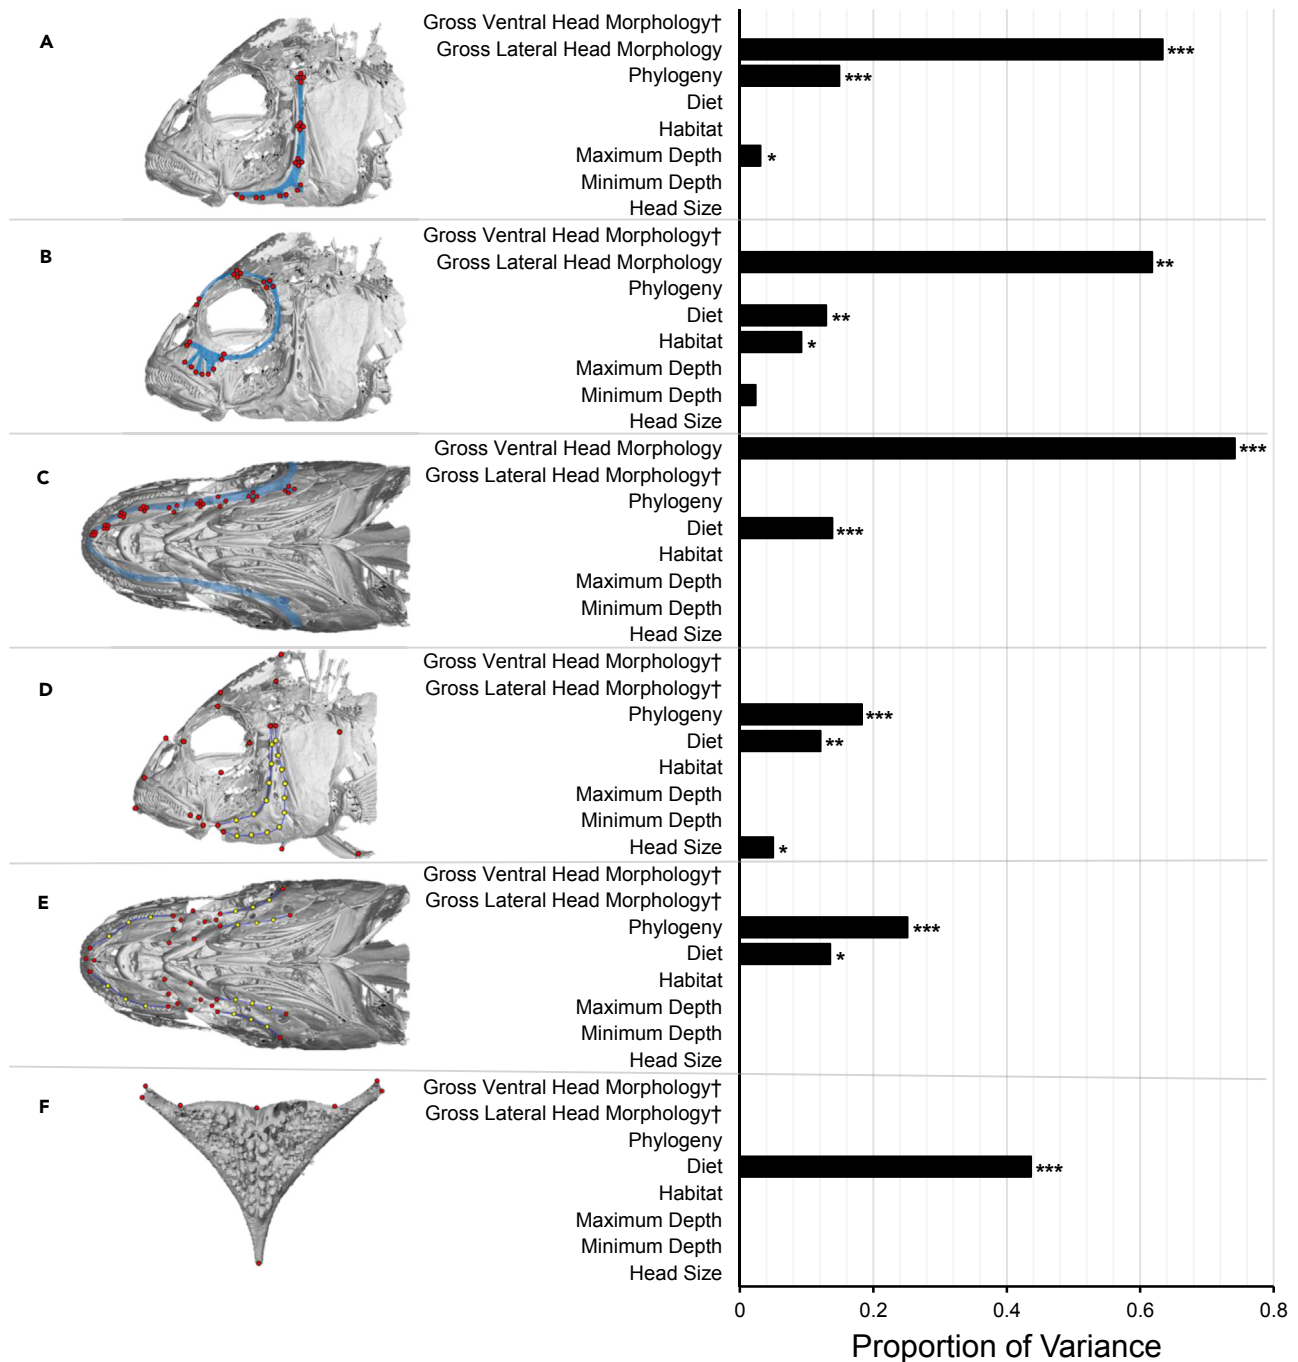 A
Gross Ventral Head Morphology†
Gross Lateral Head Morphology
***
Phylogeny
***
Diet
Habitat
Maximum Depth
*
Minimum Depth
Head Size
B
Gross Ventral Head Morphology†
Gross Lateral Head Morphology
**
Phylogeny
Diet
**
Habitat
*
Maximum Depth
Minimum Depth
Head Size
C
Gross Ventral Head Morphology
***
Gross Lateral Head Morphology†
Phylogeny
Diet
***
Habitat
Maximum Depth
Minimum Depth
Head Size
D
Gross Ventral Head Morphology†
Gross Lateral Head Morphology†
Phylogeny
***
Diet
**
Habitat
Maximum Depth
Minimum Depth
Head Size
*
E
Gross Ventral Head Morphology†
Gross Lateral Head Morphology†
Phylogeny
***
Diet
*
Habitat
Maximum Depth
Minimum Depth
Head Size
F
Gross Ventral Head Morphology†
Gross Lateral Head Morphology†
Phylogeny
Diet
***
Habitat
Maximum Depth
Minimum Depth
Head Size
0 0.2 0.4 0.6 0.8
Proportion of Variance